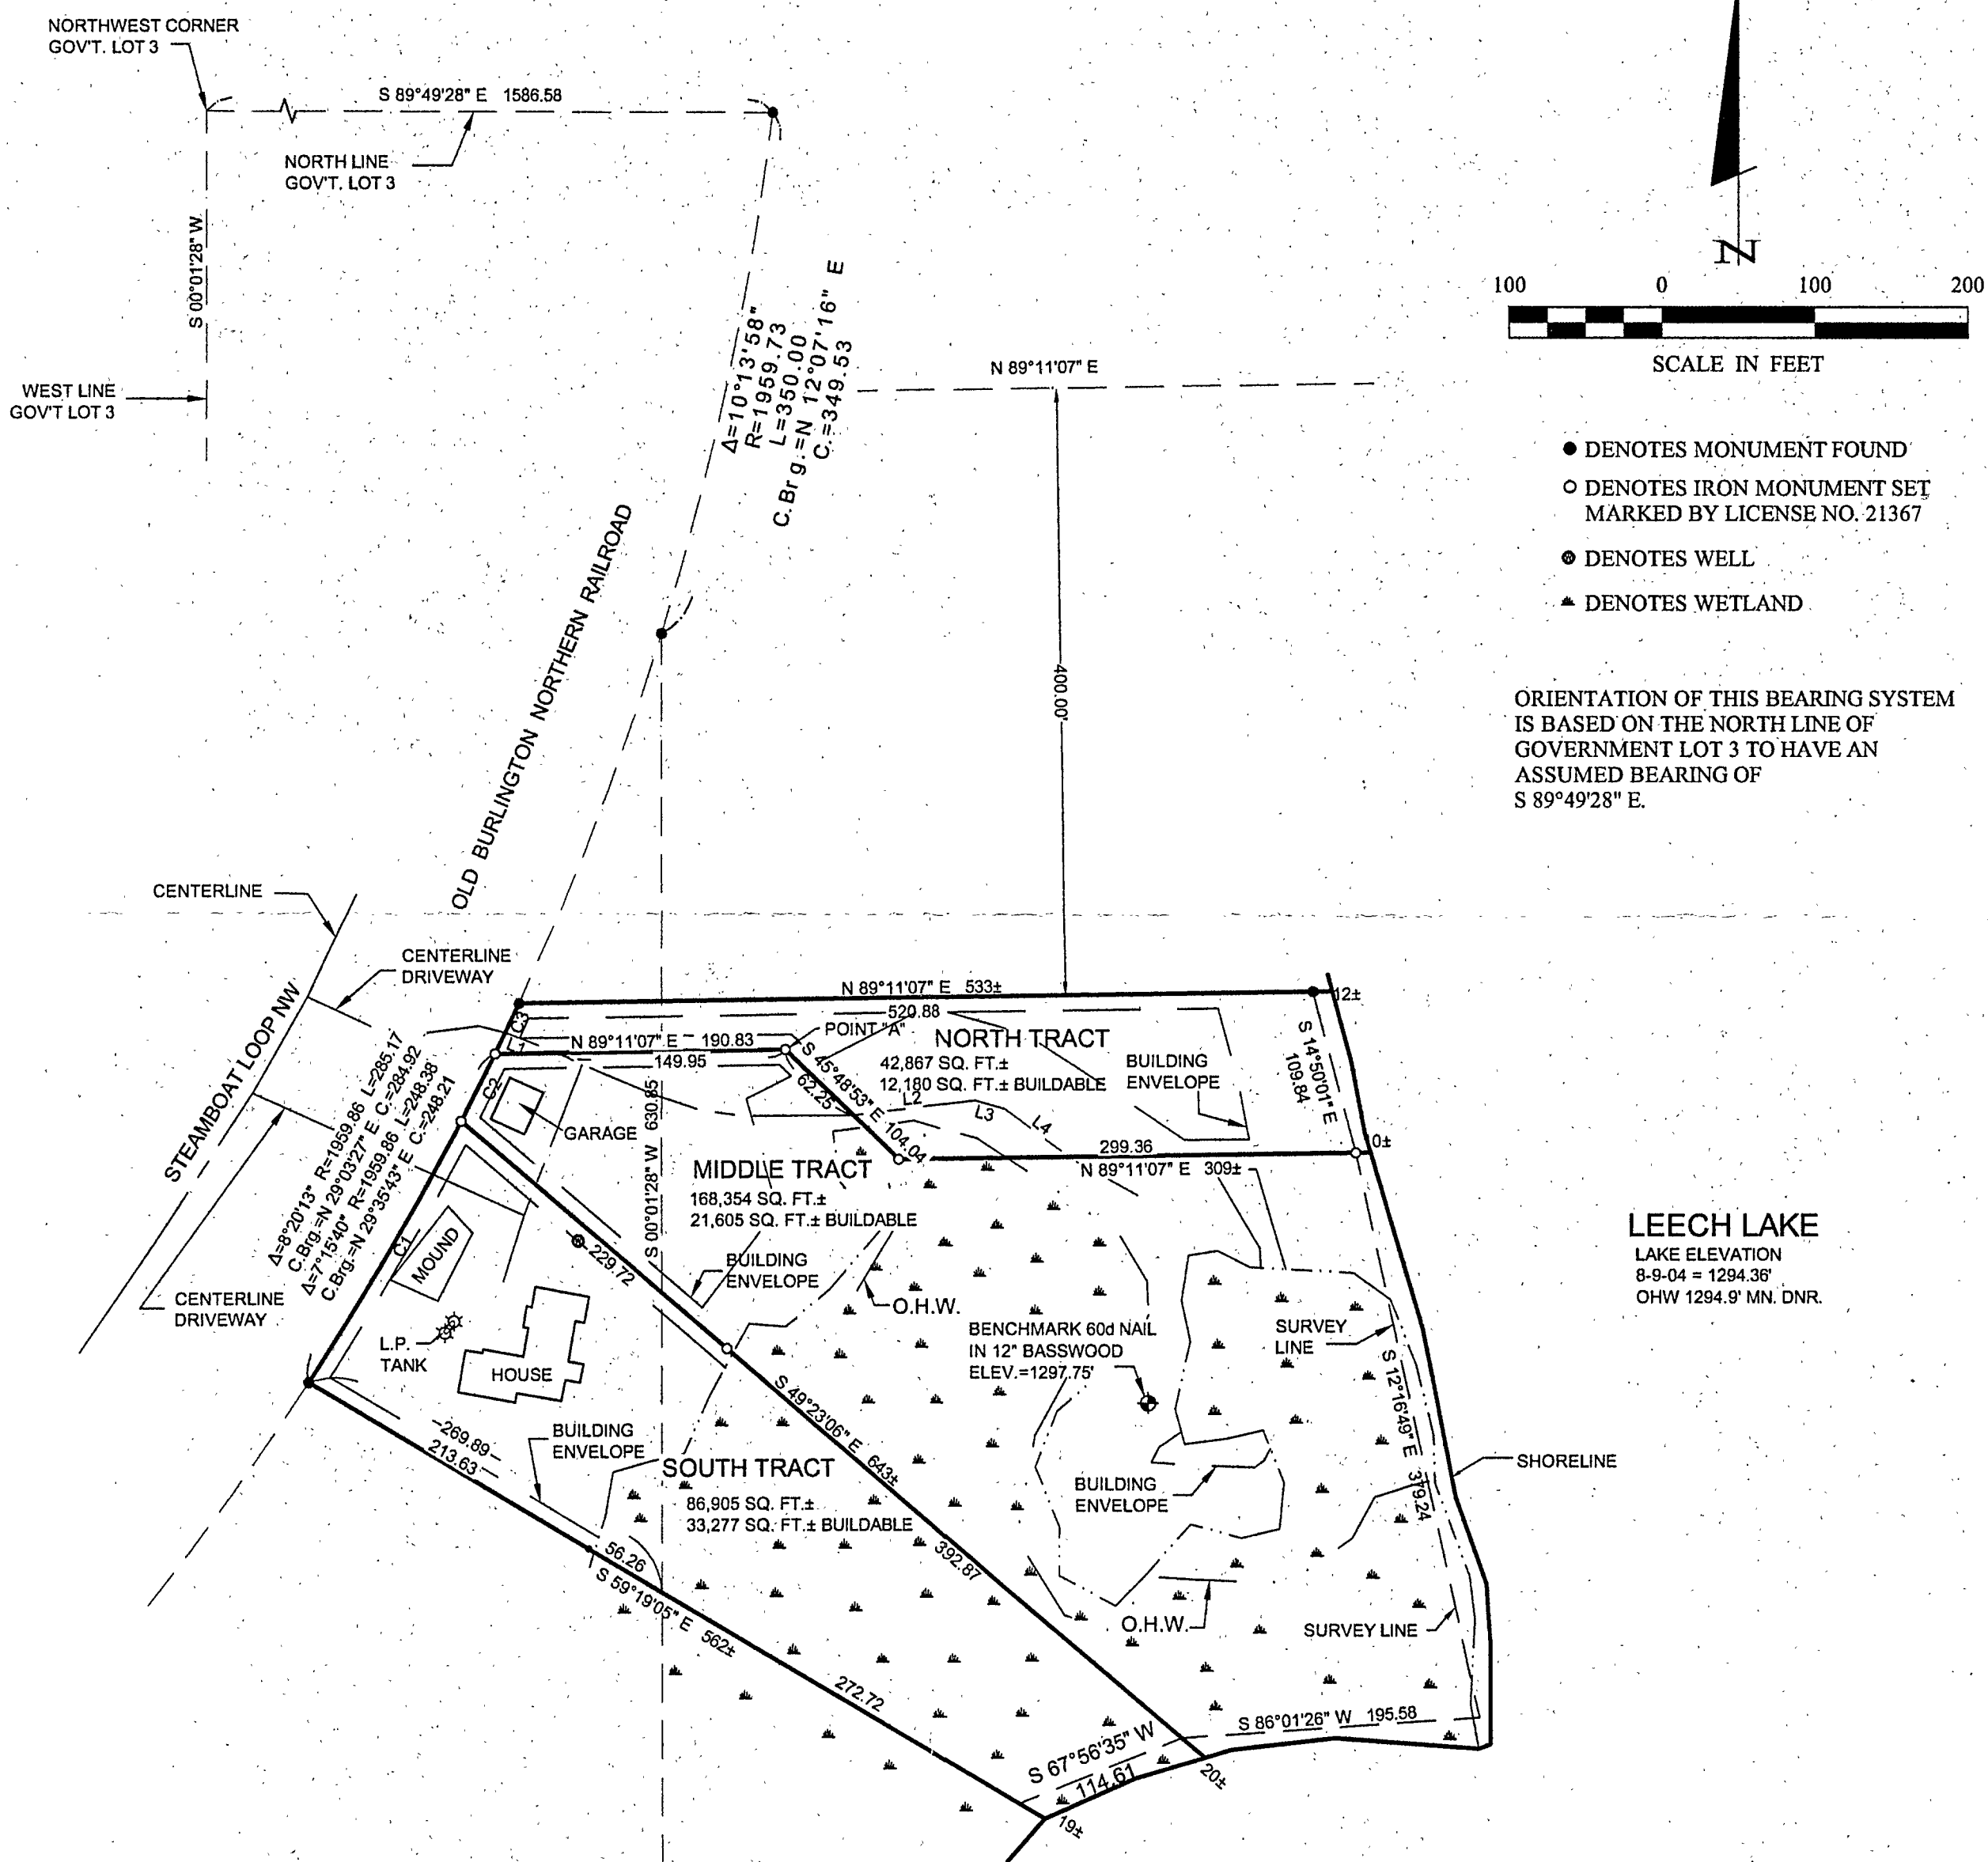 NORTHWEST CORNER
GOV'T. LOT 3
S 89°49'28" E 1586.58
NORTH LINE
GOV'T. LOT 3
S 00°01'28" W
WEST LINE
GOV'T LOT 3
Δ=10°13'58"
R=1959.73
L=350.00
C.Brg.=N 12°07'16" E
C.=349.53
N 89°11'07" E
400.00'
N
100 0 100 200
SCALE IN FEET
DENOTES MONUMENT FOUND
DENOTES IRON MONUMENT SET
MARKED BY LICENSE NO. 21367
DENOTES WELL
DENOTES WETLAND
ORIENTATION OF THIS BEARING SYSTEM
IS BASED ON THE NORTH LINE OF
GOVERNMENT LOT 3 TO HAVE AN
ASSUMED BEARING OF
S 89°49'28" E.
OLD BURLINGTON NORTHERN RAILROAD
CENTERLINE
CENTERLINE
DRIVEWAY
STEAMBOAT LOOP NW
CENTERLINE
DRIVEWAY
Δ=8°20'13" R=1959.86 L=285.17
C.Brg.=N 29°03'27" E C.=284.92
Δ=7°15'40" R=1959.86 L=248.38
C.Brg.=N 29°35'43" E C.=248.21
N 89°11'07" E 533±
520.88
12±
C3
N 89°11'07" E 190.83
149.95
POINT "A"
NORTH TRACT
42,867 SQ. FT.±
12,180 SQ. FT.± BUILDABLE
BUILDING
ENVELOPE
S 14°50'01" E
109.84
S 45°48'53" E 104.04
62.25
L2
L3
L4
299.36
N 89°11'07" E 309±
10±
C2
GARAGE
S 00°01'28" W 630.85
MIDDLE TRACT
168,354 SQ. FT.±
21,605 SQ. FT.± BUILDABLE
BUILDING
ENVELOPE
O.H.W.
C1
MOUND
229.72
L.P.
TANK
HOUSE
BENCHMARK 60d NAIL
IN 12" BASSWOOD
ELEV.=1297.75'
SURVEY
LINE
S 12°16'49" E 379.24
LEECH LAKE
LAKE ELEVATION
8-9-04 = 1294.36'
OHW 1294.9' MN. DNR.
SHORELINE
269.89
213.63
BUILDING
ENVELOPE
S 49°23'06" E 643±
392.87
SOUTH TRACT
86,905 SQ. FT.±
33,277 SQ. FT.± BUILDABLE
BUILDING
ENVELOPE
56.26
S 59°19'05" E 562±
272.72
O.H.W.
SURVEY LINE
S 86°01'26" W 195.58
S 67°56'35" W
114.61
20±
19±